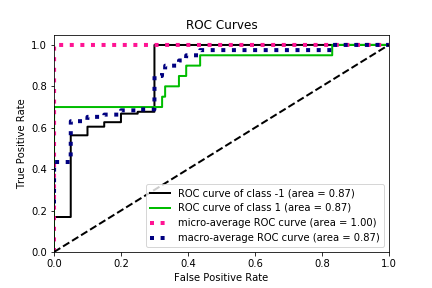 ROC Curves
True Positive Rate
1.0
0.8
0.6
0.4
0.2
0.0
ROC curve of class -1 (area = 0.87)
ROC curve of class 1 (area = 0.87)
micro-average ROC curve (area = 1.00)
macro-average ROC curve (area = 0.87)
0.0 0.2 0.4 0.6 0.8 1.0
False Positive Rate